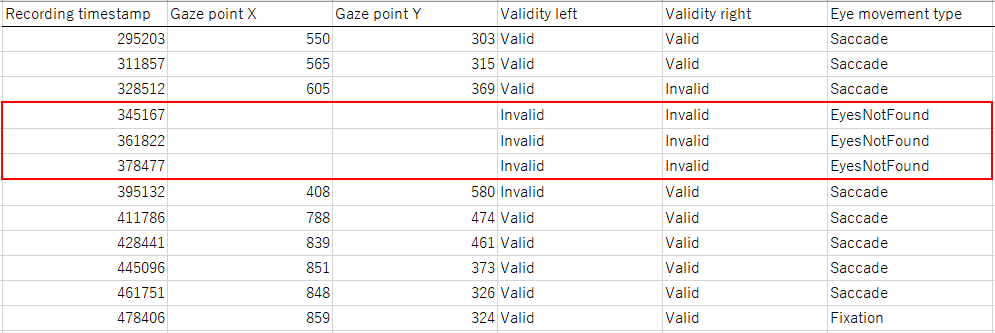 Recording timestamp Gaze point X Gaze point Y Validity left Validity right Eye movement type
295203 550 303 Valid Valid Saccade
311857 565 315 Valid Valid Saccade
328512 605 369 Valid Invalid Saccade
345167 Invalid Invalid EyesNotFound
361822 Invalid Invalid EyesNotFound
378477 Invalid Invalid EyesNotFound
395132 408 580 Invalid Valid Saccade
411786 788 474 Valid Valid Saccade
428441 839 461 Valid Valid Saccade
445096 851 373 Valid Valid Saccade
461751 848 326 Valid Valid Saccade
478406 859 324 Valid Valid Fixation